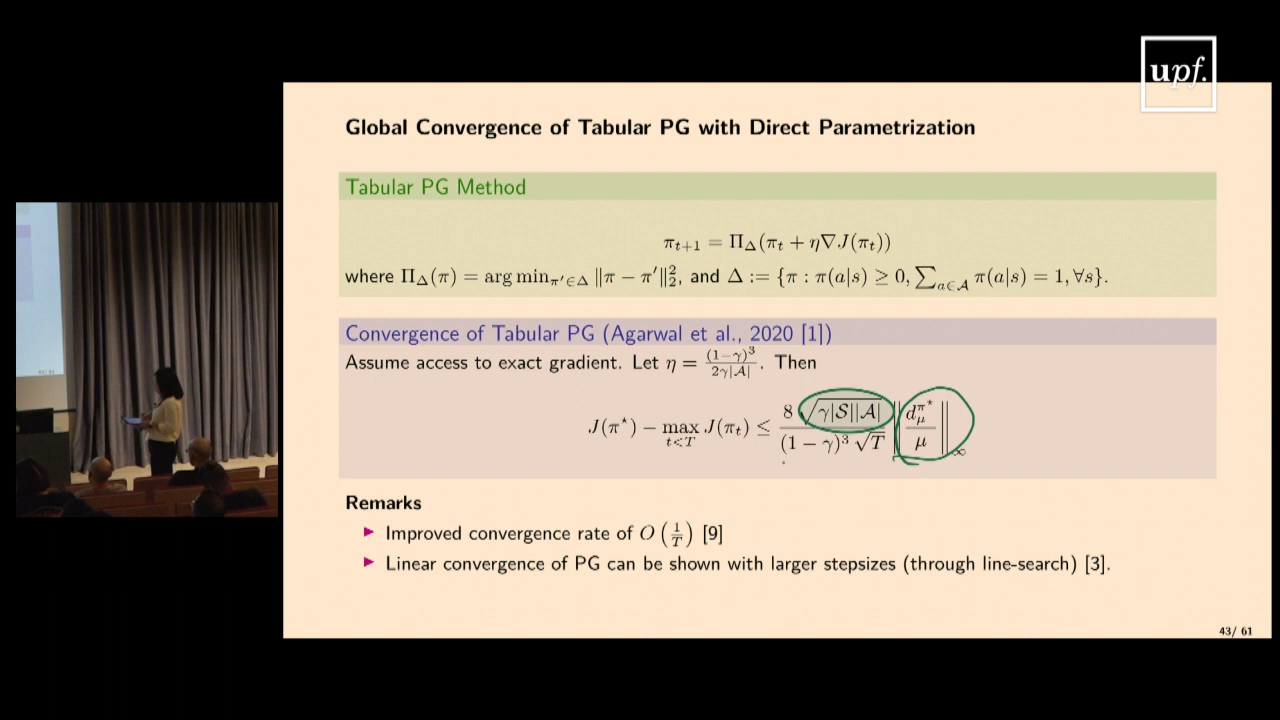 upf.
Global Convergence of Tabular PG with Direct Parametrization
Tabular PG Method
π_{t+1} = Π_Δ(π_t + η∇J(π_t))
where Π_Δ(π) = arg min_{π′∈Δ} ‖π − π′‖₂², and Δ := {π : π(a|s) ≥ 0, ∑_{a∈𝒜} π(a|s) = 1, ∀s}.
Convergence of Tabular PG (Agarwal et al., 2020 [1])
Assume access to exact gradient. Let η = (1−γ)³/2γ|𝒜|. Then
J(π⋆) − max_{t<T} J(π_t) ≤ 8√(γ|𝒮||𝒜|)/((1 − γ)³√T) ‖d_μ^{π⋆}/μ‖_∞
Remarks
▶ Improved convergence rate of O(1/T) [9]
▶ Linear convergence of PG can be shown with larger stepsizes (through line-search) [3].
43/ 61